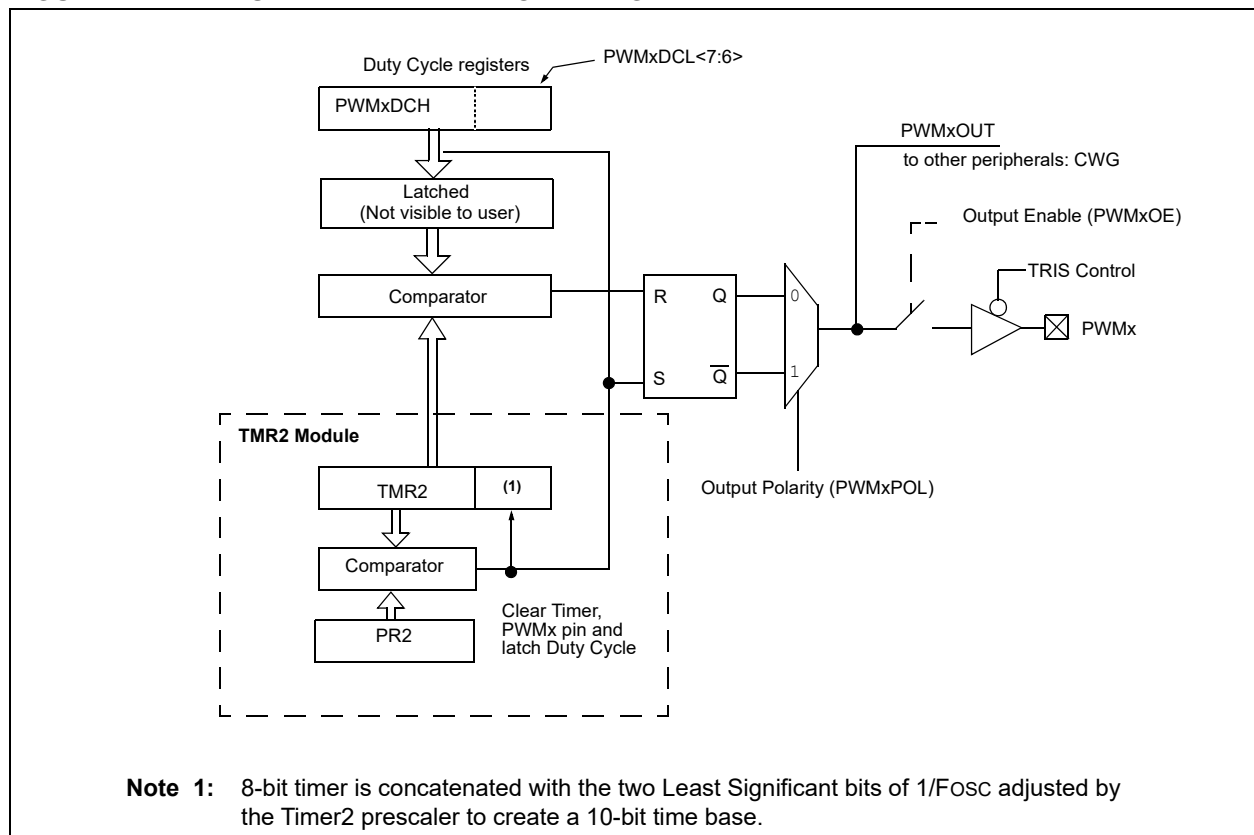 Duty Cycle registers
PWMxDCL<7:6>
PWMxDCH
Latched
(Not visible to user)
Comparator
R
Q
S
Q
0
1
PWMxOUT
to other peripherals: CWG
Output Enable (PWMxOE)
TRIS Control
PWMx
Output Polarity (PWMxPOL)
TMR2 Module
TMR2
(1)
Comparator
PR2
Clear Timer,
PWMx pin and
latch Duty Cycle
Note 1: 8-bit timer is concatenated with the two Least Significant bits of 1/FOSC adjusted by
the Timer2 prescaler to create a 10-bit time base.